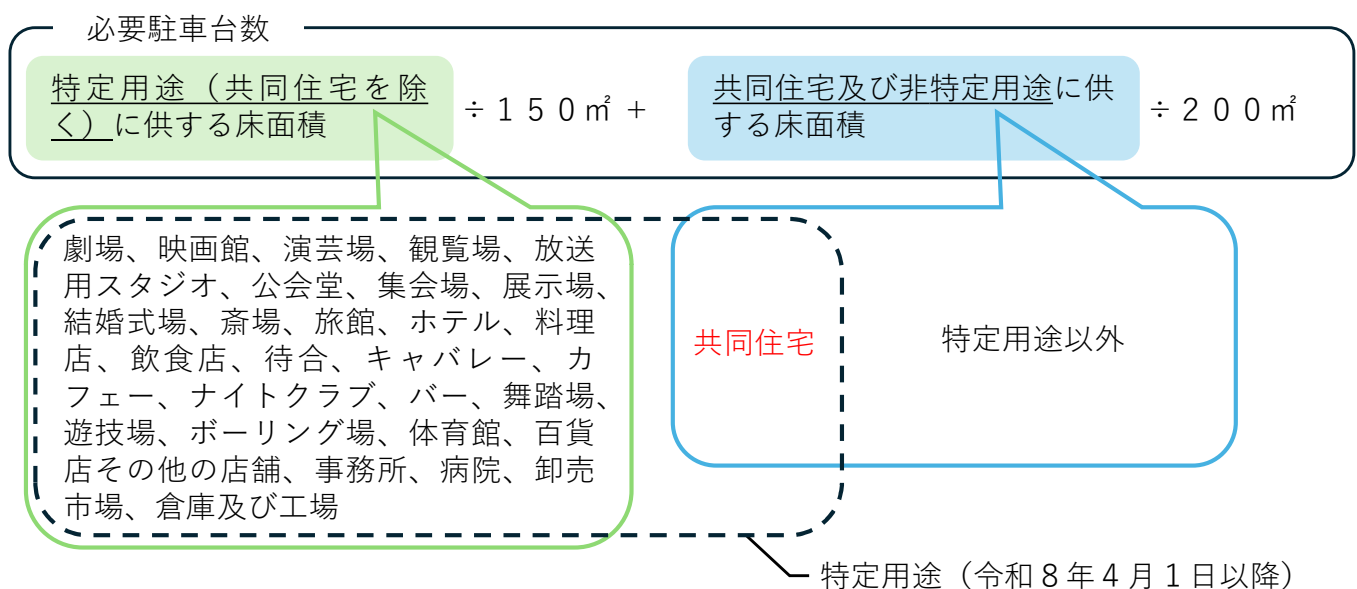 必要駐車台数
特定用途（共同住宅を除
く）に供する床面積
÷１５０㎡＋
共同住宅及び非特定用途に供
する床面積
÷２００㎡
劇場、映画館、演芸場、観覧場、放送
用スタジオ、公会堂、集会場、展示場、
結婚式場、斎場、旅館、ホテル、料理
店、飲食店、待合、キャバレー、カ
フェー、ナイトクラブ、バー、舞踏場、
遊技場、ボーリング場、体育館、百貨
店その他の店舗、事務所、病院、卸売
市場、倉庫及び工場
共同住宅
特定用途以外
特定用途（令和８年４月１日以降）